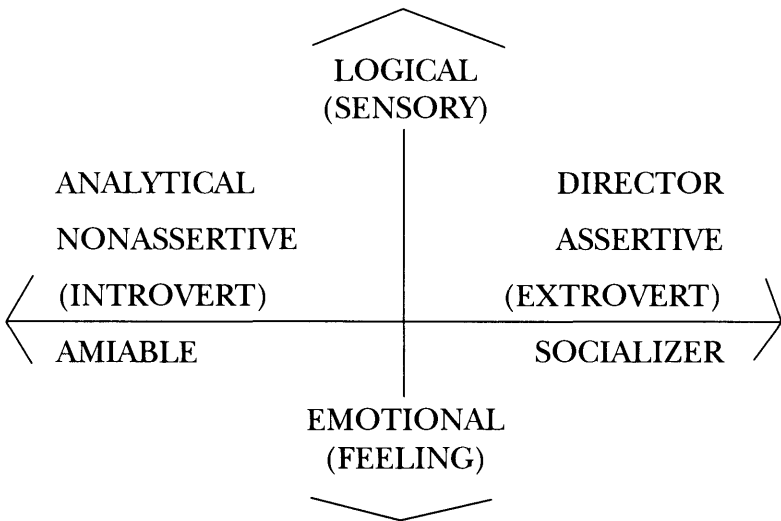 LOGICAL
(SENSORY)
ANALYTICAL
DIRECTOR
NONASSERTIVE
ASSERTIVE
(INTROVERT)
(EXTROVERT)
AMIABLE
SOCIALIZER
EMOTIONAL
(FEELING)